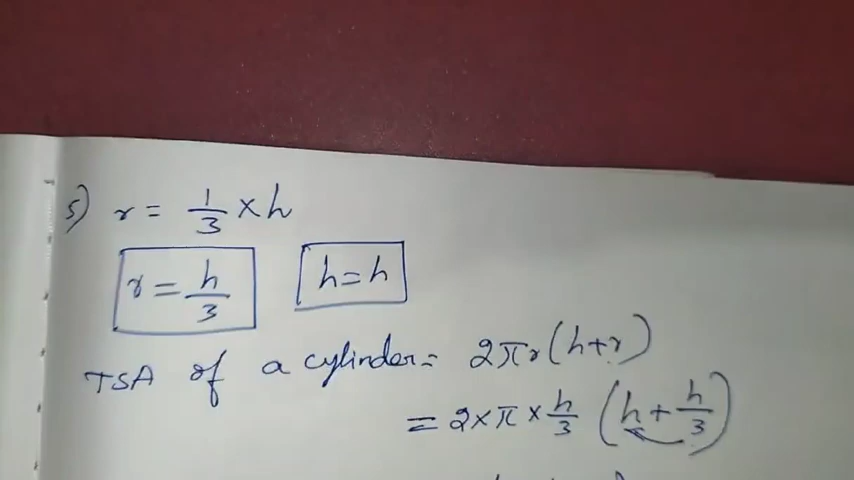 5) r = 1/3 × h
r = h/3 h = h
TSA of a cylinder = 2πr(h+r)
= 2×π×h/3 (h + h/3)